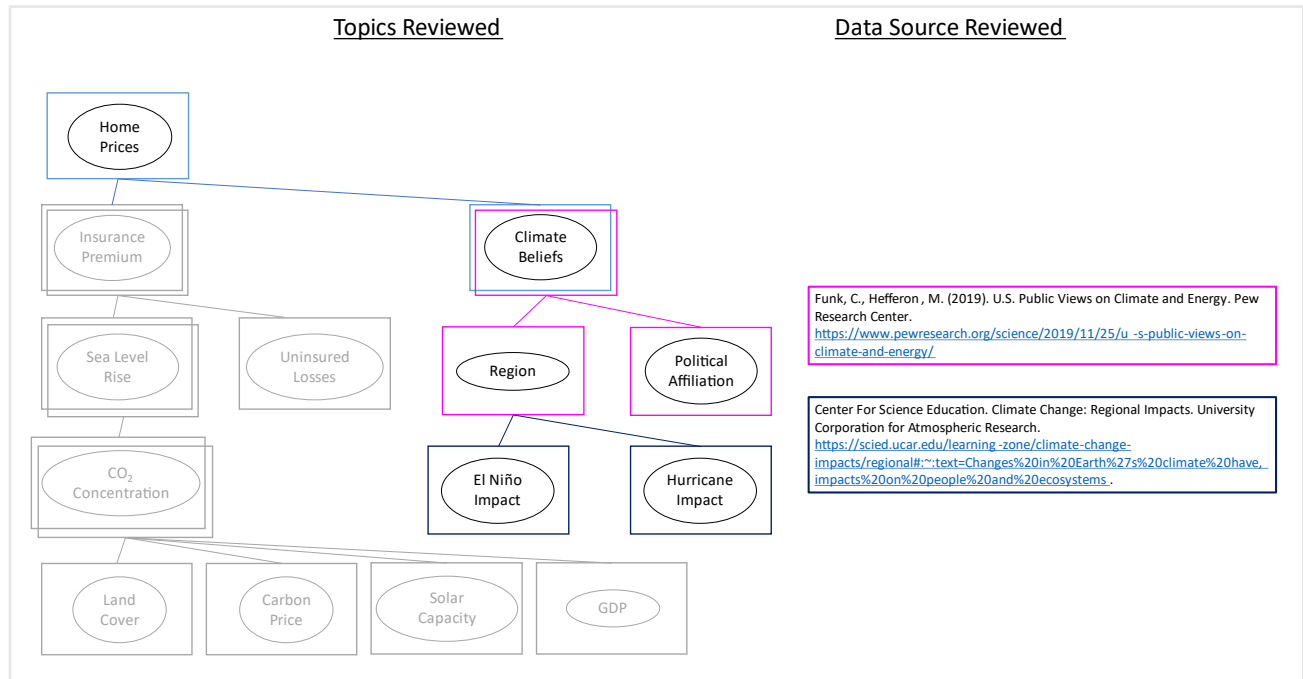 Topics Reviewed
Data Source Reviewed
Home
Prices
Insurance
Premium
Climate
Beliefs
Sea Level
Rise
Uninsured
Losses
Region
Political
Affiliation
Funk, C., Hefferon , M. (2019). U.S. Public Views on Climate and Energy. Pew
Research Center.
https://www.pewresearch.org/science/2019/11/25/u -s-public-views-on-
climate-and-energy/
CO₂
Concentration
El Niño
Impact
Hurricane
Impact
Center For Science Education. Climate Change: Regional Impacts. University
Corporation for Atmospheric Research.
https://scied.ucar.edu/learning -zone/climate-change-
impacts/regional#:~:text=Changes%20in%20Earth%27s%20climate%20have,
impacts%20on%20people%20and%20ecosystems .
Land
Cover
Carbon
Price
Solar
Capacity
GDP